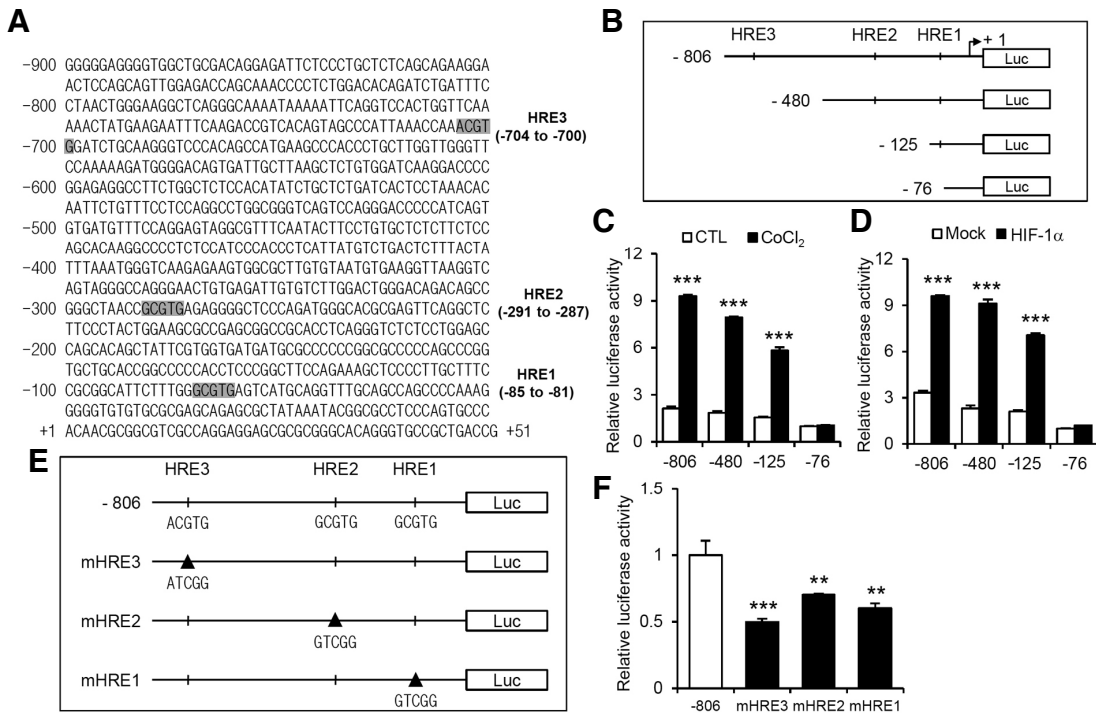 A
−900 GGGGGAGGGGTGGCTGCGACAGGAGATTCTCCCTGCTCTCAGCAGAAGGA
ACTCCAGCAGTTGGAGACCAGCAAACCCCTCTGGACACAGATCTGATTTC
−800 CTAACTGGGAAGGCTCAGGGCAAAATAAAAATTCAGGTCCACTGGTTCAA
AAACTATGAAGAATTTCAAGACCGTCACAGTAGCCCATTAAACCAAACGT
HRE3
(-704 to -700)
−700 GGATCTGCAAGGGTCCCACAGCCATGAAGCCCACCCTGCTTGGTTGGGTT
CCAAAAAGATGGGGACAGTGATTGCTTAAGCTCTGTGGATCAAGGACCCC
−600 GGAGAGGCCTTCTGGCTCTCCACATATCTGCTCTGATCACTCCTAAACAC
AATTCTGTTTCCTCCAGGCCTGGCGGGTCAGTCCAGGGACCCCCATCAGT
−500 GTGATGTTTCCAGGAGTAGGCGTTTCAATACTTCCTGTGCTCTCTTCTCC
AGCACAAGGCCCCTCTCCATCCCACCCTCATTATGTCTGACTCTTTACTA
−400 TTTAAATGGGTCAAGAGAAGTGGCGCTTGTGTAATGTGAAGGTTAAGGTC
AGTAGGGCCAGGGAACTGTGAGATTGTGTCTTGGACTGGGACAGACAGCC
−300 GGGCTAACCGCGTGAGAGGGGCTCCCAGATGGGCACGCGAGTTCAGGCTC
HRE2
(-291 to -287)
TTCCCTACTGGAAGCGCCGAGCGGCCGCACCTCAGGGTCTCTCCTGGAGC
−200 CAGCACAGCTATTCGTGGTGATGATGCGCCCCCCGGCGCCCCCAGCCCGG
TGCTGCACCGGCCCCCACCTCCCGGCTTCCAGAAAGCTCCCCTTGCTTTC
−100 CGCGGCATTCTTTGGGCGTGAGTCATGCAGGTTTGCAGCCAGCCCCAAAG
HRE1
(-85 to -81)
GGGGTGTGTGCGCGAGCAGAGCGCTATAAATACGGCGCCTCCCAGTGCCC
+1 ACAACGCGGCGTCGCCAGGAGGAGCGCGCGGGCACAGGGTGCCGCTGACCG +51
B
HRE3 HRE2 HRE1 + 1
- 806 Luc
- 480 Luc
- 125 Luc
- 76 Luc
C
CTL CoCl2
Relative luciferase activity
12
9
6
3
0
*** *** ***
-806 -480 -125 -76
D
Mock HIF-1α
Relative luciferase activity
12
9
6
3
0
*** *** ***
-806 -480 -125 -76
E
HRE3 HRE2 HRE1
- 806 Luc
ACGTG GCGTG GCGTG
mHRE3 Luc
ATCGG
mHRE2 Luc
GTCGG
mHRE1 Luc
GTCGG
F
Relative luciferase activity
1.5
1
0.5
0
*** ** **
-806 mHRE3 mHRE2 mHRE1